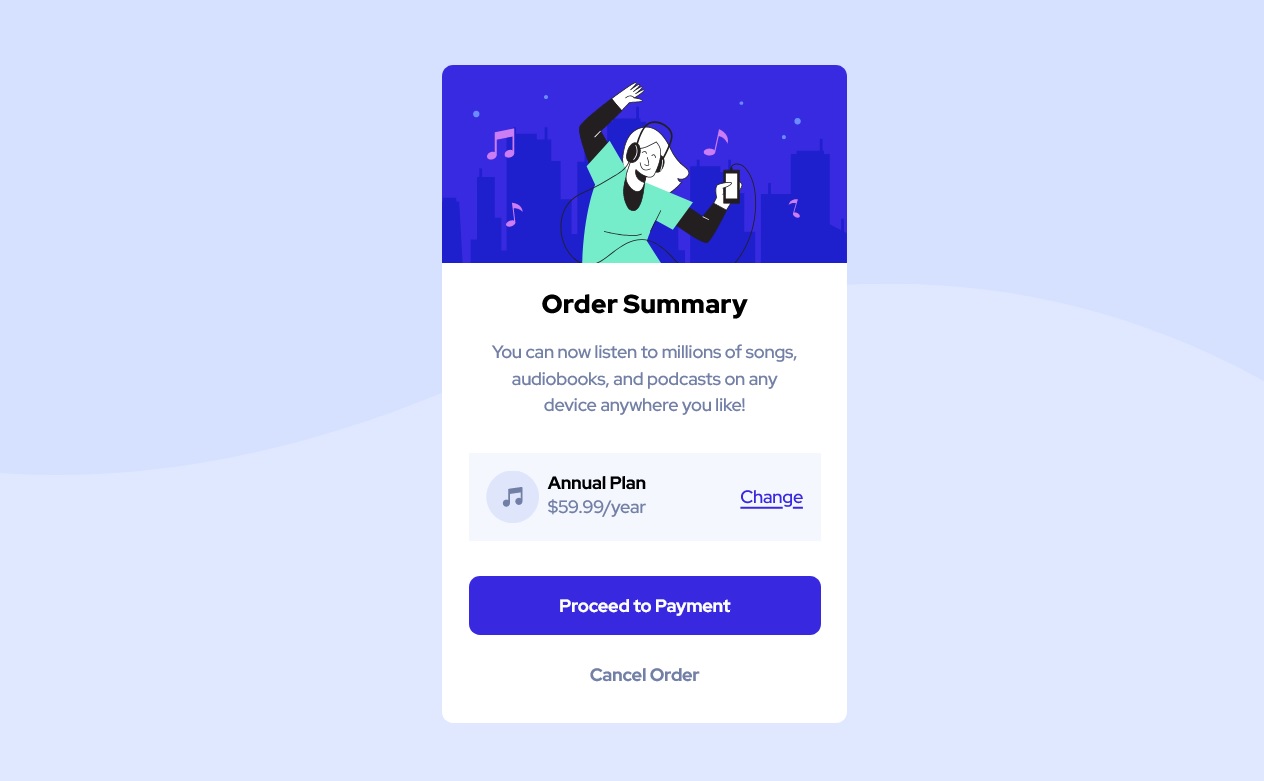 Order Summary
You can now listen to millions of songs,
audiobooks, and podcasts on any
device anywhere you like!
Annual Plan
$59.99/year
Change
Proceed to Payment
Cancel Order